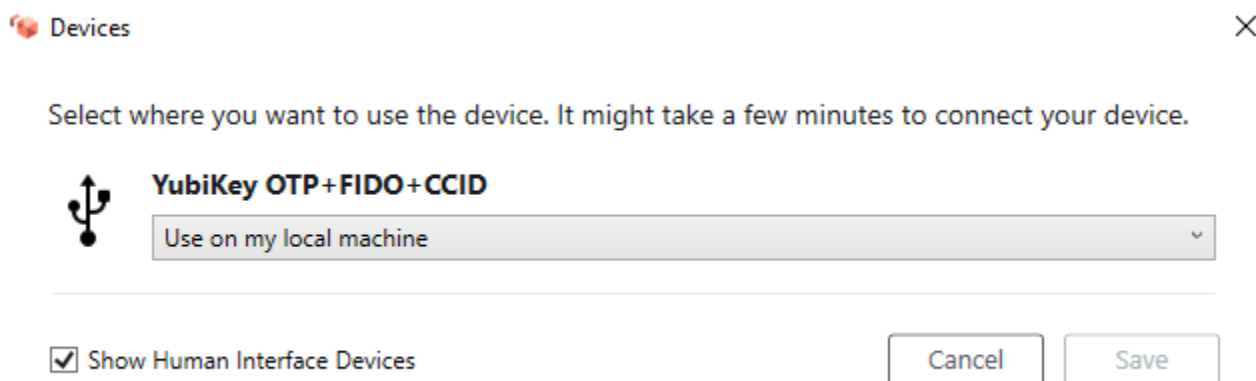 Devices
Select where you want to use the device. It might take a few minutes to connect your device.
YubiKey OTP+FIDO+CCID
Use on my local machine
Show Human Interface Devices
Cancel
Save